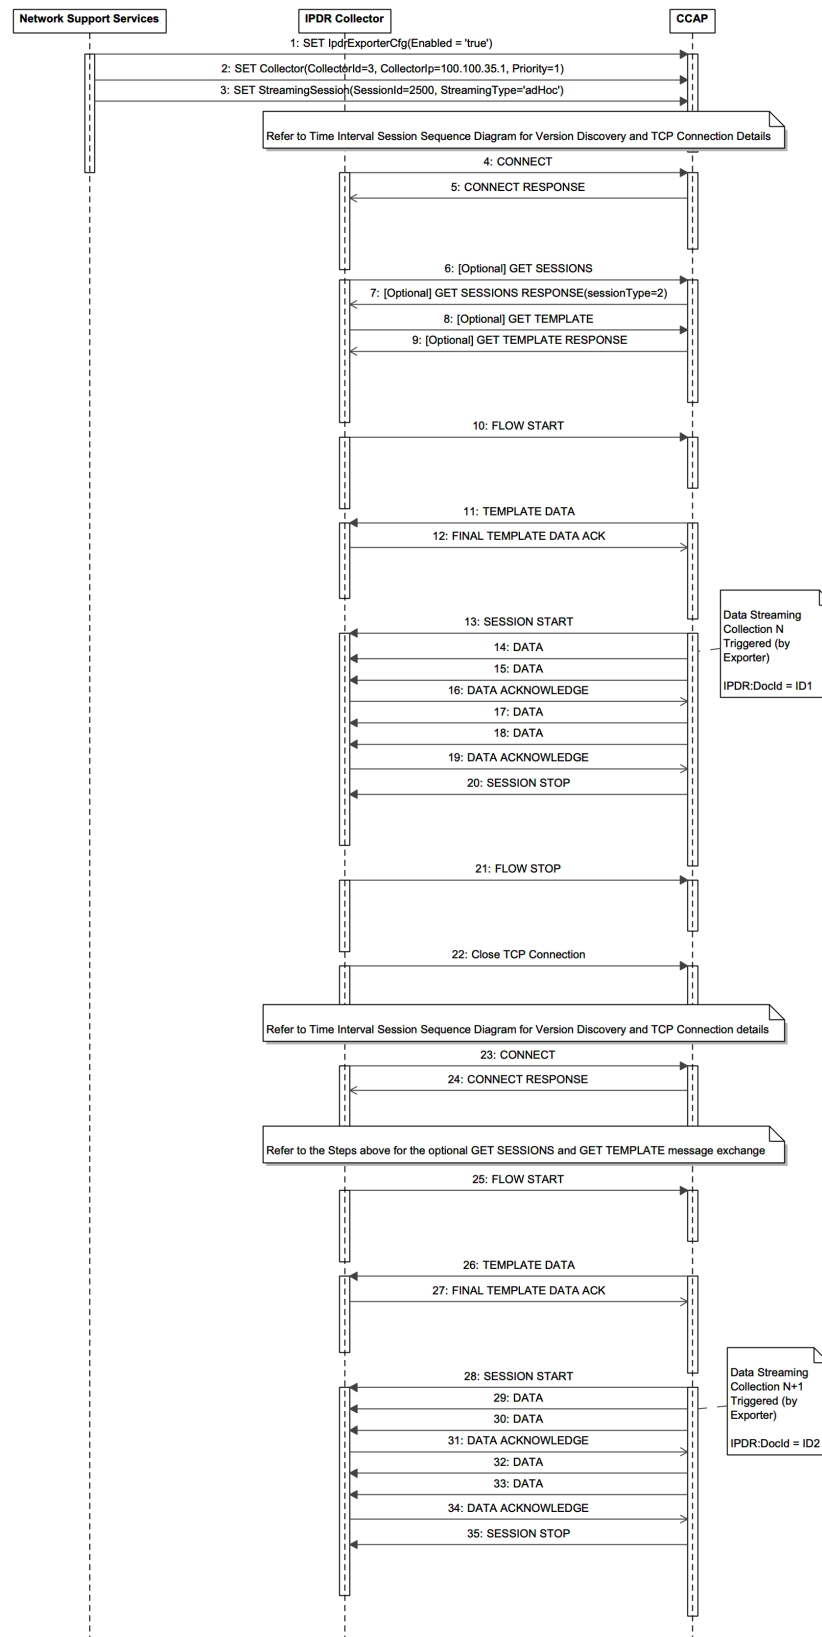 Network Support Services
IPDR Collector
CCAP
1: SET IpdrExporterCfg(Enabled = 'true')
2: SET Collector(CollectorId=3, CollectorIp=100.100.35.1, Priority=1)
3: SET StreamingSession(SessionId=2500, StreamingType='adHoc')
Refer to Time Interval Session Sequence Diagram for Version Discovery and TCP Connection Details
4: CONNECT
5: CONNECT RESPONSE
6: [Optional] GET SESSIONS
7: [Optional] GET SESSIONS RESPONSE(sessionType=2)
8: [Optional] GET TEMPLATE
9: [Optional] GET TEMPLATE RESPONSE
10: FLOW START
11: TEMPLATE DATA
12: FINAL TEMPLATE DATA ACK
13: SESSION START
Data Streaming
Collection N
Triggered (by
Exporter)
IPDR:DocId = ID1
14: DATA
15: DATA
16: DATA ACKNOWLEDGE
17: DATA
18: DATA
19: DATA ACKNOWLEDGE
20: SESSION STOP
21: FLOW STOP
22: Close TCP Connection
Refer to Time Interval Session Sequence Diagram for Version Discovery and TCP Connection details
23: CONNECT
24: CONNECT RESPONSE
Refer to the Steps above for the optional GET SESSIONS and GET TEMPLATE message exchange
25: FLOW START
26: TEMPLATE DATA
27: FINAL TEMPLATE DATA ACK
28: SESSION START
Data Streaming
Collection N+1
Triggered (by
Exporter)
IPDR:DocId = ID2
29: DATA
30: DATA
31: DATA ACKNOWLEDGE
32: DATA
33: DATA
34: DATA ACKNOWLEDGE
35: SESSION STOP